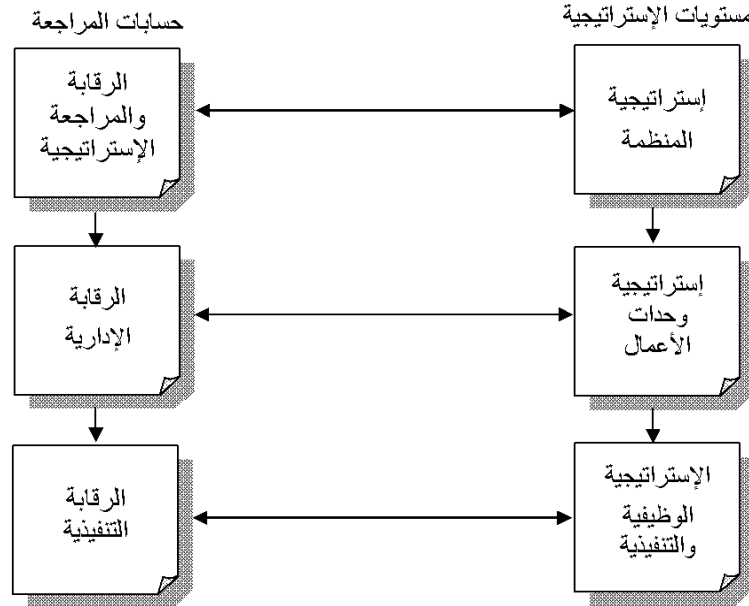 مستويات الإستراتيجية
حسابات المراجعة
إستراتيجية
المنظمة
الرقابة
والمراجعة
الإستراتيجية
إستراتيجية
وحدات
الأعمال
الرقابة
الإدارية
الإستراتيجية
الوظيفية
والتنفيذية
الرقابة
التنفيذية